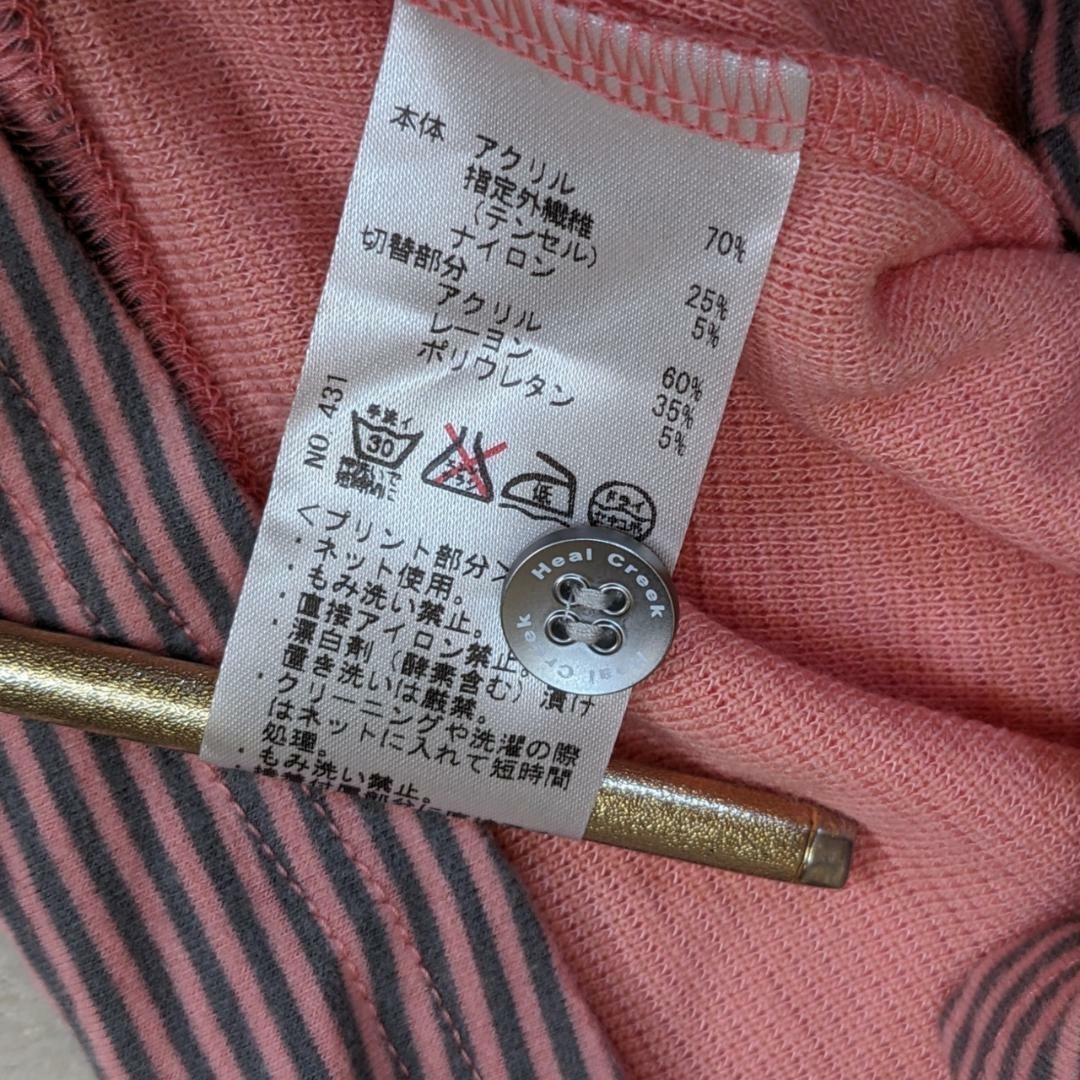 本体 アクリル 70%
指定外繊維
(テンセル) 25%
ナイロン 5%
切替部分
アクリル 60%
レーヨン 35%
ポリウレタン 5%
NO 431
手洗イ
30
低
ドライ
<プリント部分>
・ネット使用。
・もみ洗い禁止。
・直接アイロン禁止。
・漂白剤(酵素含む)漬け
置き洗いは厳禁。
・クリーニングや洗濯の際
はネットに入れて短時間
処理。
・もみ洗い禁止。
Heal Creek